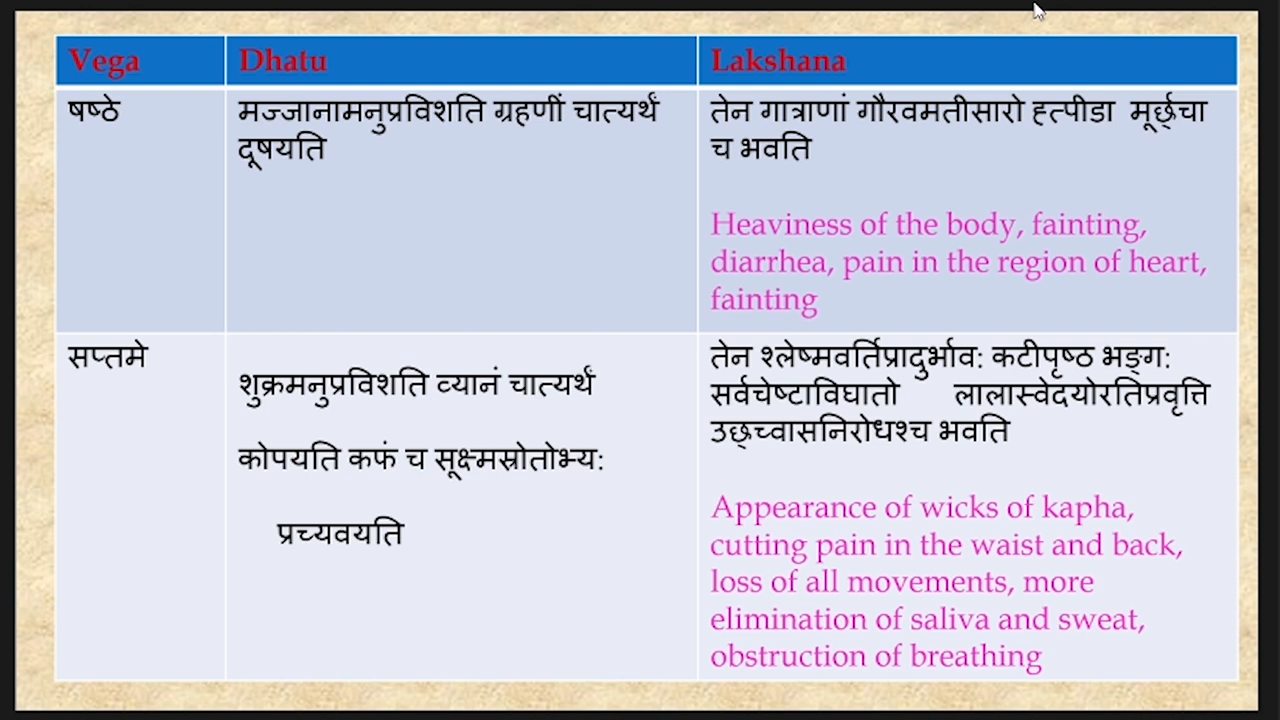 Vega Dhatu Lakshana
षष्ठे
मज्जानामनुप्रविशति ग्रहणीं चात्यर्थं
दूषयति
तेन गात्राणां गौरवमतीसारो ह्त्पीडा मूर्छ्चा
च भवति
Heaviness of the body, fainting,
diarrhea, pain in the region of heart,
fainting
सप्तमे
शुक्रमनुप्रविशति व्यानं चात्यर्थं
कोपयति कफं च सूक्ष्मस्रोतोभ्य:
प्रच्यवयति
तेन श्लेष्मवर्तिप्रादुर्भाव: कटीपृष्ठ भङ्ग:
सर्वचेष्टाविघातो लालास्वेदयोरतिप्रवृत्ति
उछ्च्वासनिरोधश्च भवति
Appearance of wicks of kapha,
cutting pain in the waist and back,
loss of all movements, more
elimination of saliva and sweat,
obstruction of breathing